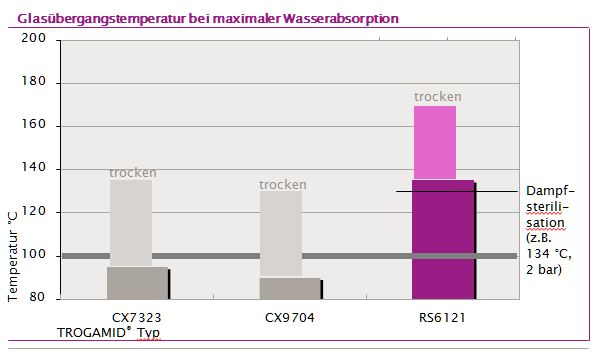 Glasübergangstemperatur bei maximaler Wasserabsorption
200
180
160
140
120
100
80
Temperatur °C
trocken
trocken
trocken
Dampf-
sterili-
sation
(z.B.
134 °C,
2 bar)
CX7323
CX9704
RS6121
TROGAMID® Typ